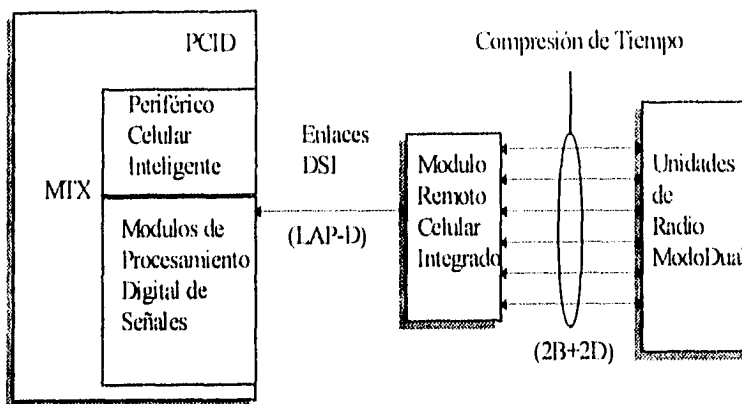 PCID
Compresión de Tiempo
Periférico
Celular
Inteligente
MTX
Modulos de
Procesamiento
Digital de
Señales
Enlaces
DSI
(LAP-D)
Modulo
Remoto
Celular
Integrado
(2B+2D)
Unidades
de
Radio
ModoDual